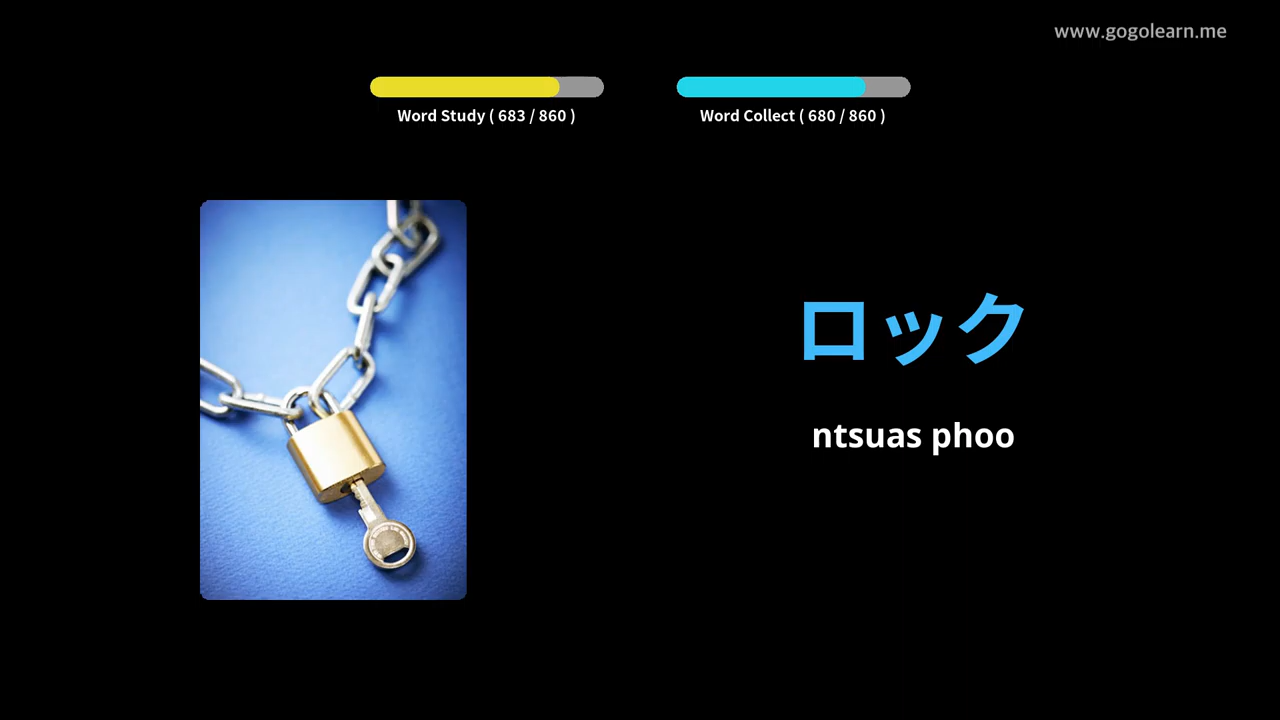 www.gogolearn.me
Word Study ( 683 / 860 )
Word Collect ( 680 / 860 )
ロック
ntsuas phoo